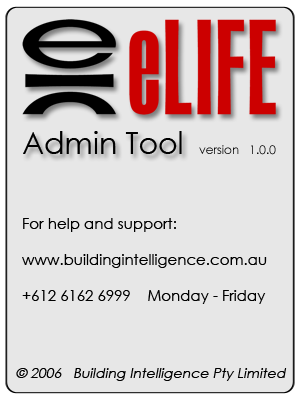 eLIFE
Admin Tool version 1.0.0
For help and support:
www.buildingintelligence.com.au
+612 6162 6999 Monday - Friday
© 2006 Building Intelligence Pty Limited